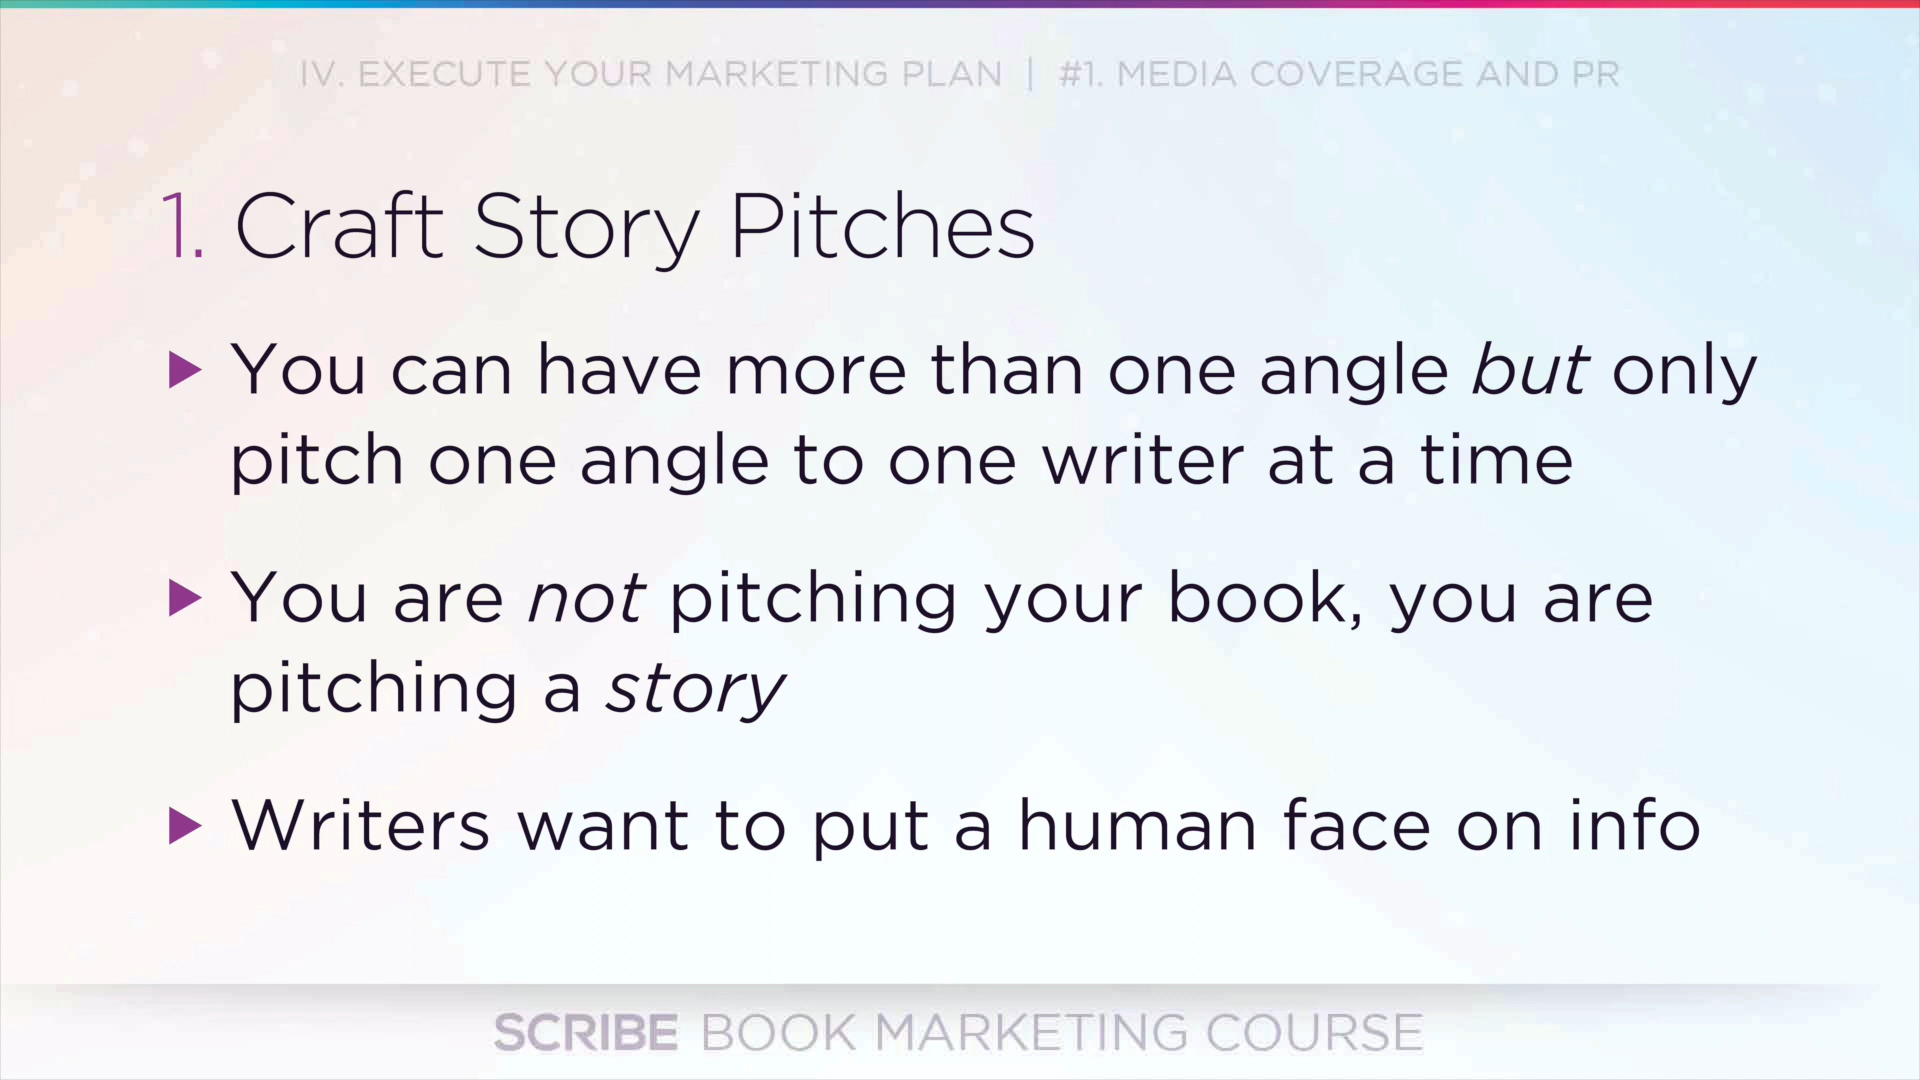 IV. EXECUTE YOUR MARKETING PLAN | #1. MEDIA COVERAGE AND PR
1. Craft Story Pitches
▶ You can have more than one angle but only
pitch one angle to one writer at a time
▶ You are not pitching your book, you are
pitching a story
▶ Writers want to put a human face on info
SCRIBE BOOK MARKETING COURSE